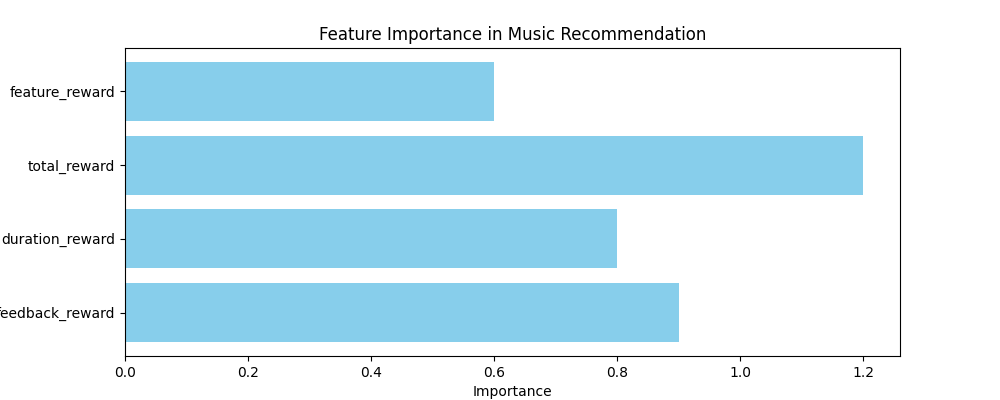 Feature Importance in Music Recommendation
feature_reward
total_reward
duration_reward
feedback_reward
0.0 0.2 0.4 0.6 0.8 1.0 1.2
Importance